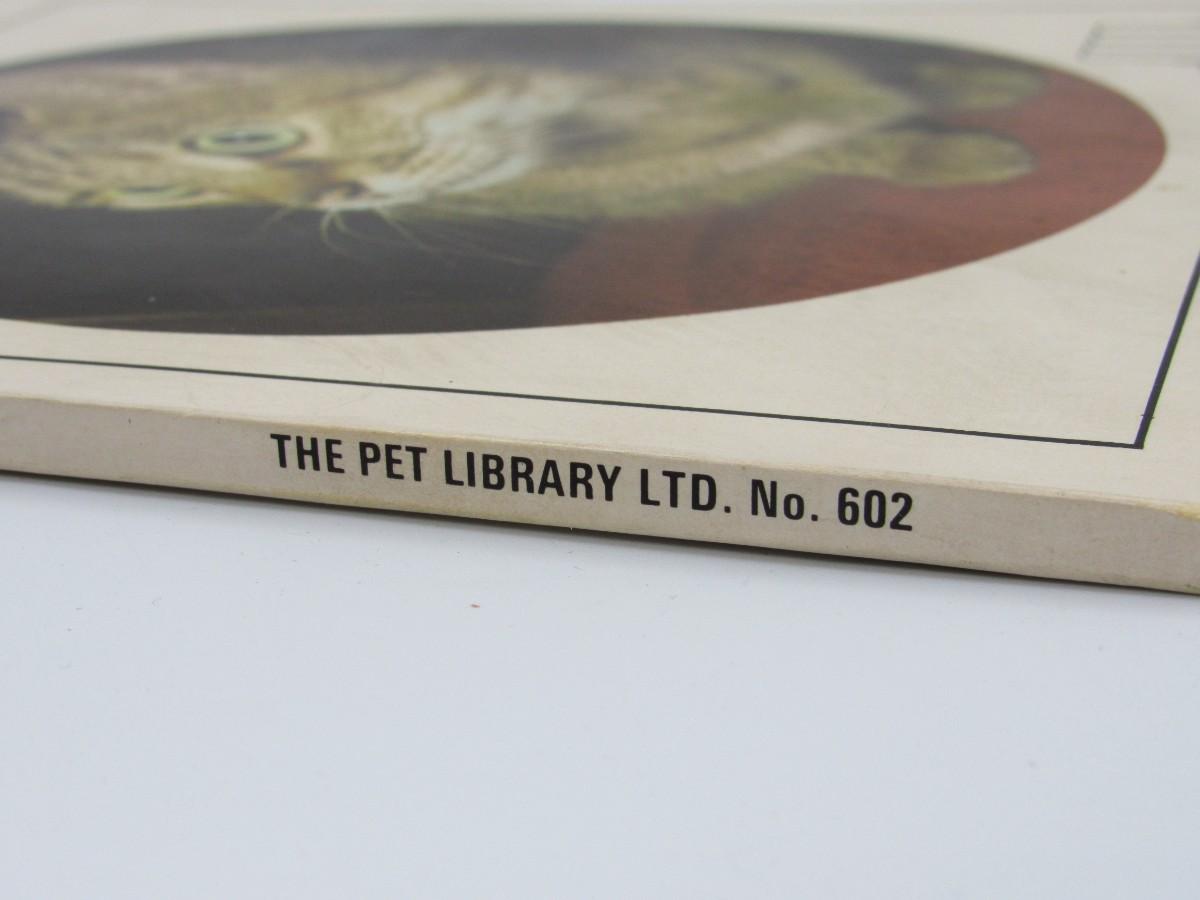 THE PET LIBRARY LTD. No. 602